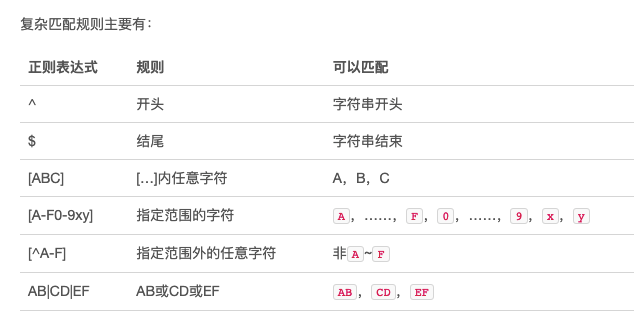 复杂匹配规则主要有：
正则表达式 规则 可以匹配
^ 开头 字符串开头
$ 结尾 字符串结束
[ABC] […]内任意字符 A，B，C
[A-F0-9xy] 指定范围的字符 A，……，F，0，……，9，x，y
[^A-F] 指定范围外的任意字符 非A~F
AB|CD|EF AB或CD或EF AB，CD，EF